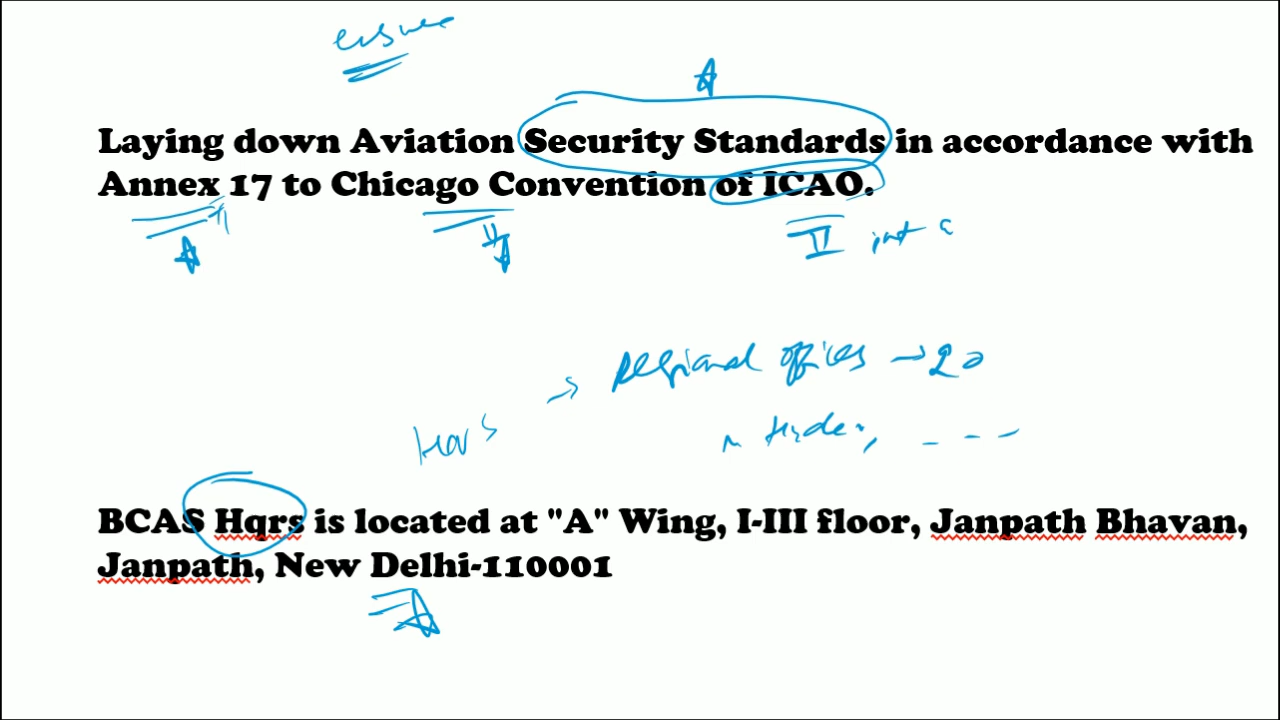 ensure
Laying down Aviation Security Standards in accordance with
Annex 17 to Chicago Convention of ICAO.
II int
Regional offices → 20
Hqrs →
BCAS Hqrs is located at "A" Wing, I-III floor, Janpath Bhavan,
Janpath, New Delhi-110001